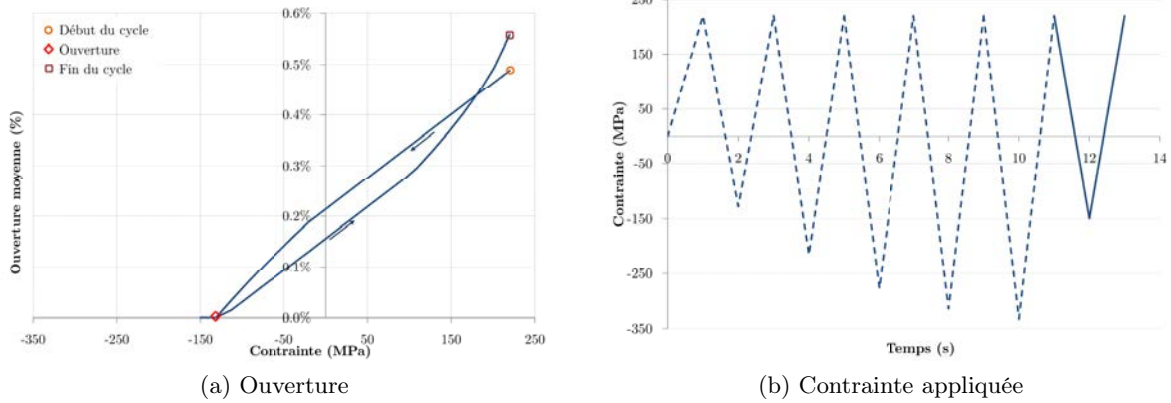 0.6%
0.5%
0.4%
0.3%
0.2%
0.1%
0.0%
Début du cycle
Ouverture
Fin du cycle
Ouverture moyenne (%)
-350 -250 -150 -50 50 150 250
Contrainte (MPa)
(a) Ouverture
250
150
50
-50
-150
-250
-350
Contrainte (MPa)
0 2 4 6 8 10 12 14
Temps (s)
(b) Contrainte appliquée